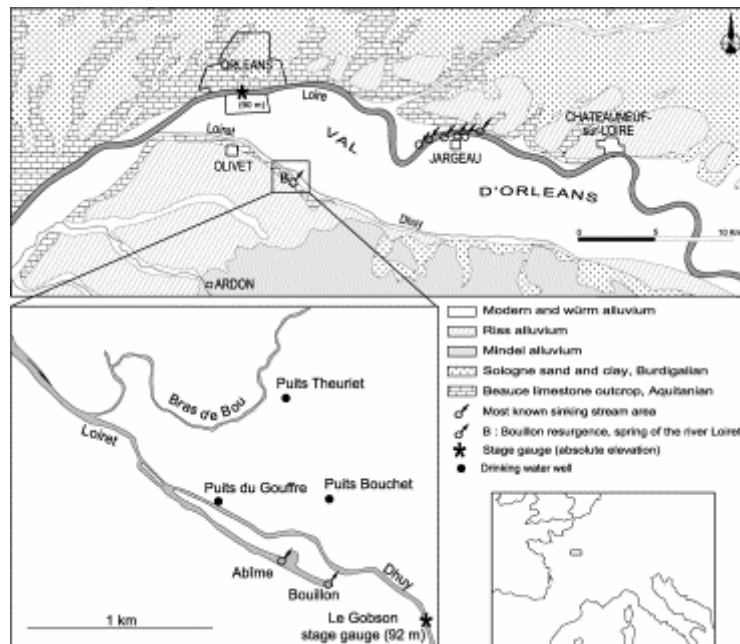 ORLEANS
(90 m)
Loire
Loiret
VAL
CHATEAUNEUF-
sur-LOIRE
JARGEAU
OLIVET
B
D'ORLEANS
Dhuy
0 5 10 Km
ARDON
Modern and würm alluvium
Riss alluvium
Mindel alluvium
Sologne sand and clay, Burdigalian
Beauce limestone outcrop, Aquitanian
Most known sinking stream area
B : Bouillon resurgence, spring of the river Loiret
Stage gauge (absolute elevation)
Drinking water well
Bras de Bou
Puits Theuriet
Loiret
Puits du Gouffre
Puits Bouchet
Abîme
Bouillon
Dhuy
1 km
Le Gobson
stage gauge (92 m)